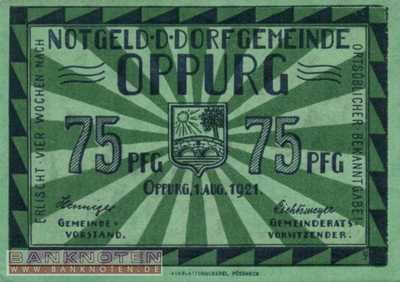 NOTGELD·D·DORFGEMEINDE
OPPURG
ERLISCHT VIER WOCHEN NACH
ORTSÜBLICHER BEKANNTGABE
75 PFG
75 PFG
OPPURG, 1. AUG. 1921.
GEMEINDE-
VORSTAND.
GEMEINDERATS-
VORSITZENDER.
BANKNOTEN
WWW.BANKNOTEN.DE
PÖSSNECK